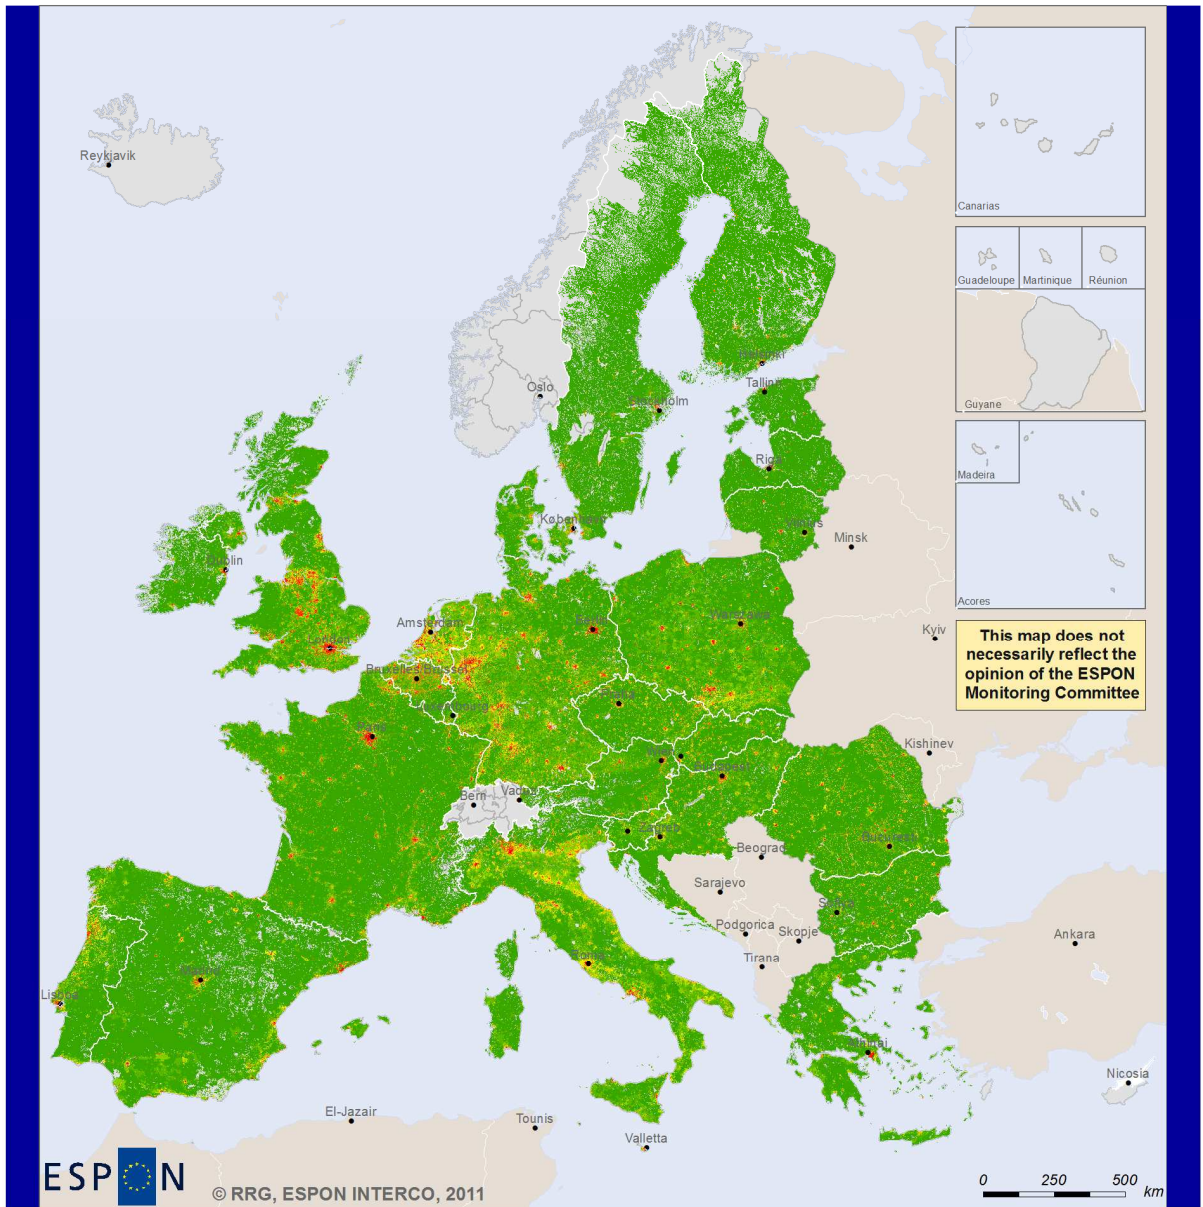 Reykjavik
Canarias
Guadeloupe
Martinique
Réunion
Guyane
Oslo
Helsinki
Tallinn
Stockholm
Riga
Madeira
København
Vilnius
Minsk
Dublin
Acores
Amsterdam
Berlin
Warszawa
Kyiv
London
This map does not
necessarily reflect the
opinion of the ESPON
Monitoring Committee
Bruxelles/Brussel
Praha
Luxembourg
Paris
Kishinev
Budapest
Bern
Vaduz
Zagreb
Bucuresti
Beograd
Sarajevo
Sofiya
Podgorica
Skopje
Ankara
Roma
Tirana
Madrid
Lisboa
Athinai
Nicosia
El-Jazair
Tounis
Valletta
ESPON
© RRG, ESPON INTERCO, 2011
0 250 500
km